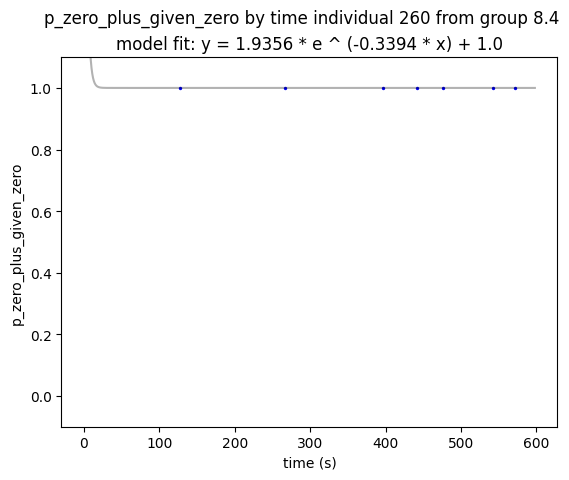 p_zero_plus_given_zero by time individual 260 from group 8.4
model fit: y = 1.9356 * e ^ (-0.3394 * x) + 1.0
1.0
0.8
0.6
0.4
0.2
0.0
p_zero_plus_given_zero
0 100 200 300 400 500 600
time (s)